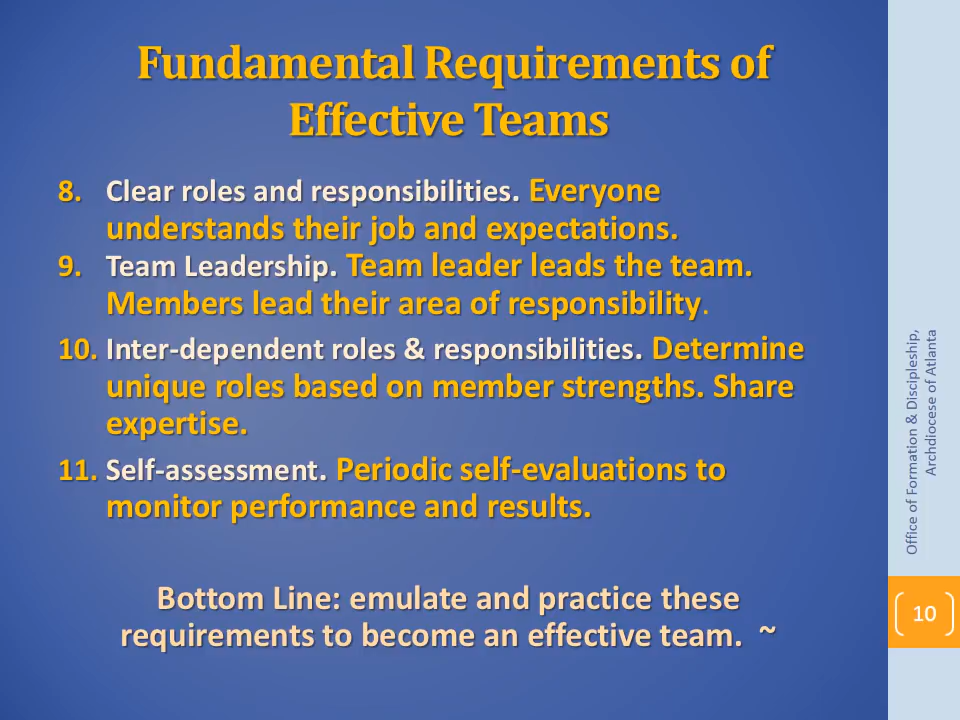 Fundamental Requirements of
Effective Teams
8. Clear roles and responsibilities. Everyone
understands their job and expectations.
9. Team Leadership. Team leader leads the team.
Members lead their area of responsibility.
10. Inter-dependent roles & responsibilities. Determine
unique roles based on member strengths. Share
expertise.
11. Self-assessment. Periodic self-evaluations to
monitor performance and results.
Bottom Line: emulate and practice these
requirements to become an effective team. ~
Office of Formation & Discipleship,
Archdiocese of Atlanta
10